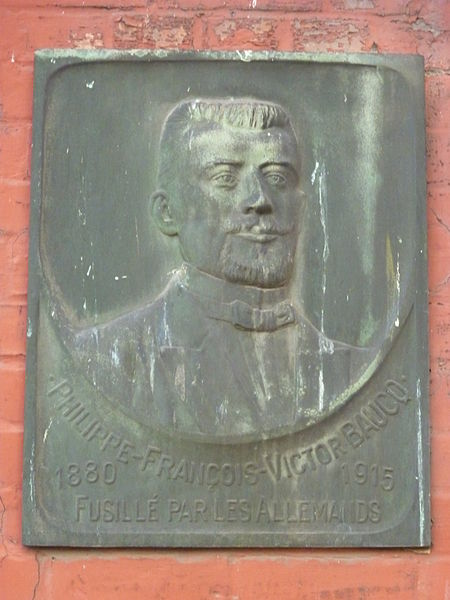 PHILIPPE-FRANÇOIS-VICTOR BAUCQ
1880 1915
FUSILLÉ PAR LES ALLEMANDS